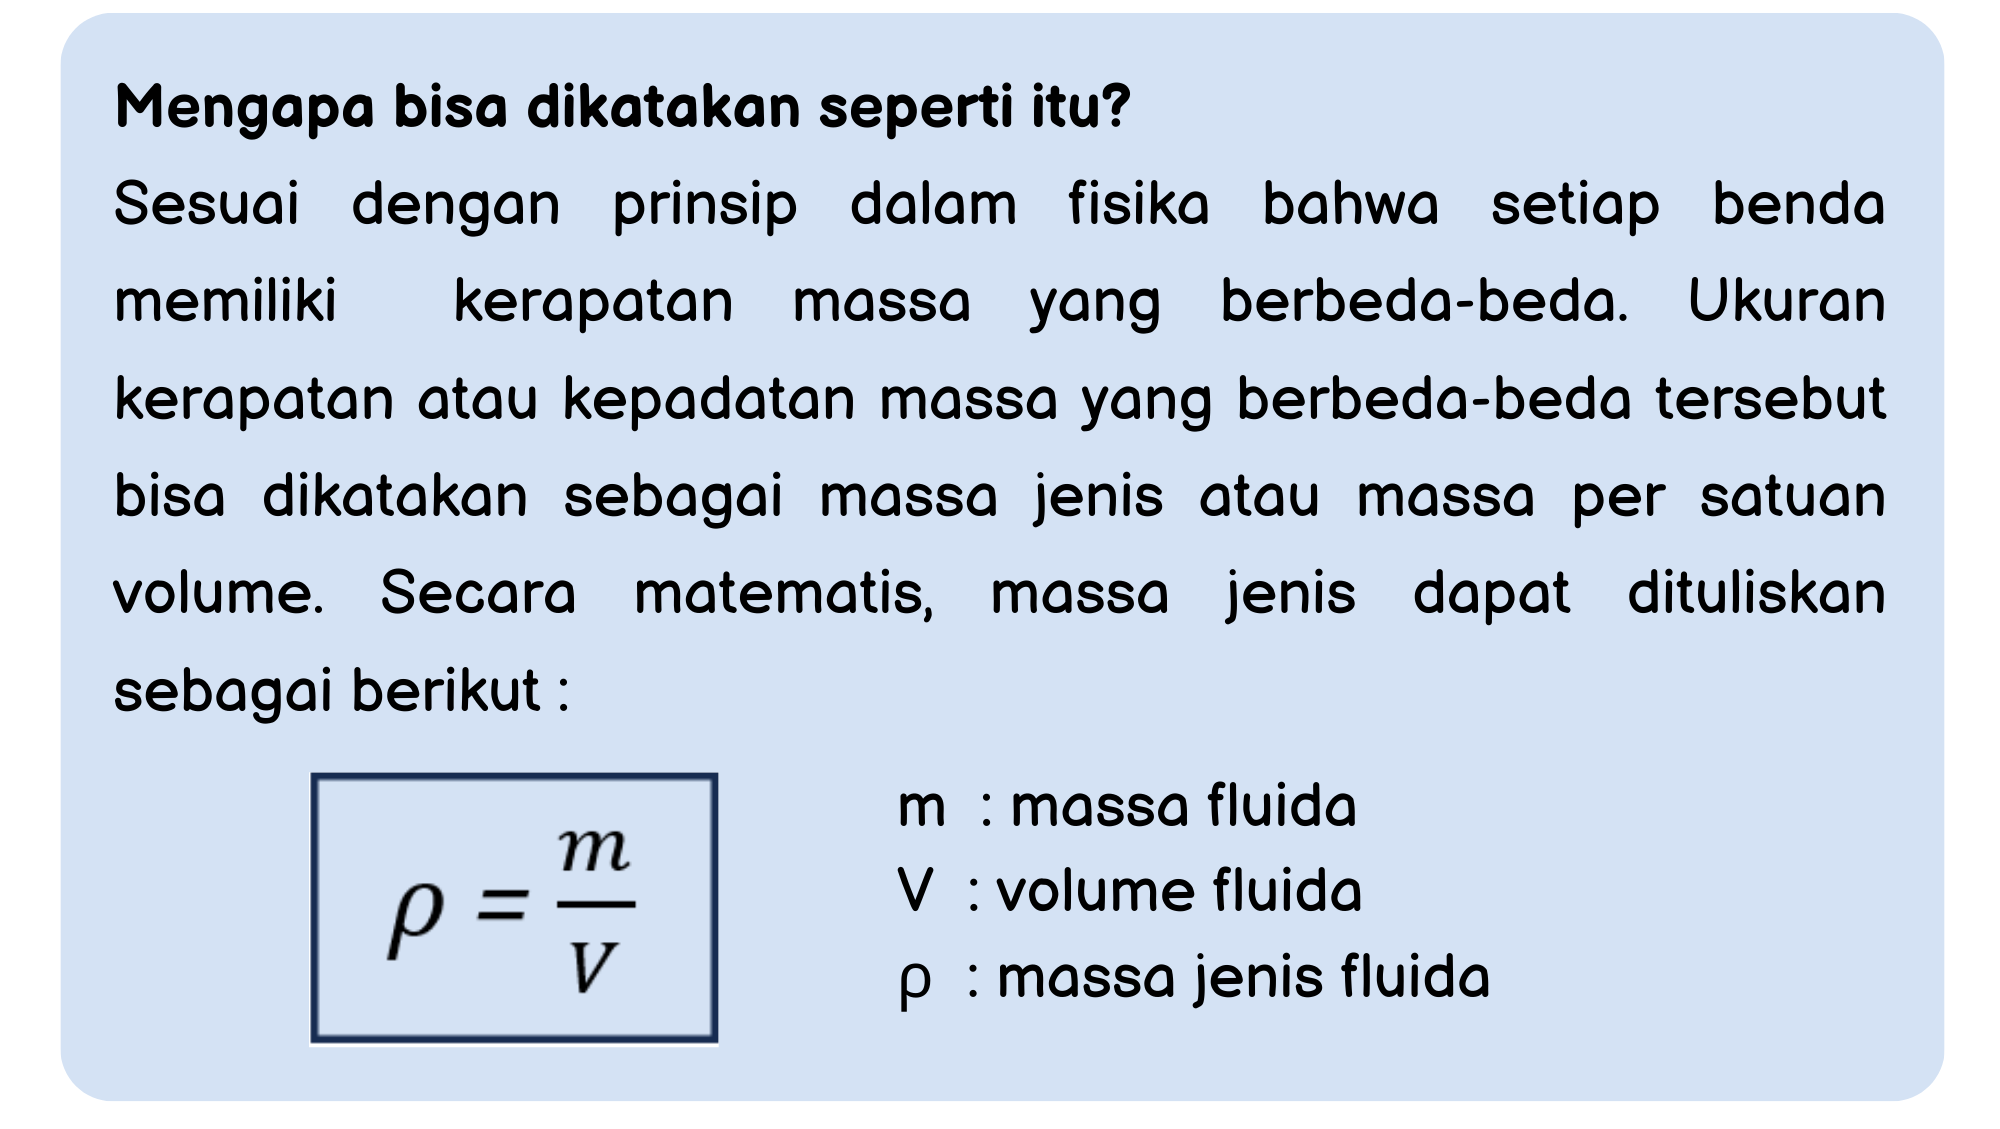 Mengapa bisa dikatakan seperti itu?
Sesuai dengan prinsip dalam fisika bahwa setiap benda
memiliki kerapatan massa yang berbeda-beda. Ukuran
kerapatan atau kepadatan massa yang berbeda-beda tersebut
bisa dikatakan sebagai massa jenis atau massa per satuan
volume. Secara matematis, massa jenis dapat dituliskan
sebagai berikut :
ρ = m/V
m : massa fluida
V : volume fluida
ρ : massa jenis fluida